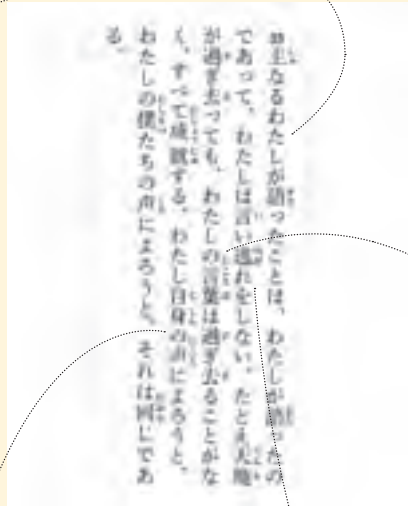 38主なるわたしが語ったことは、わたしが語ったの
であって、わたしは言い逃れをしない。たとえ天地
が過ぎ去っても、わたしの言葉は過ぎ去ることがな
く、すべて成就する。わたし自身の声によろうと、
わたしの僕たちの声によろうと、それは同じであ
る。